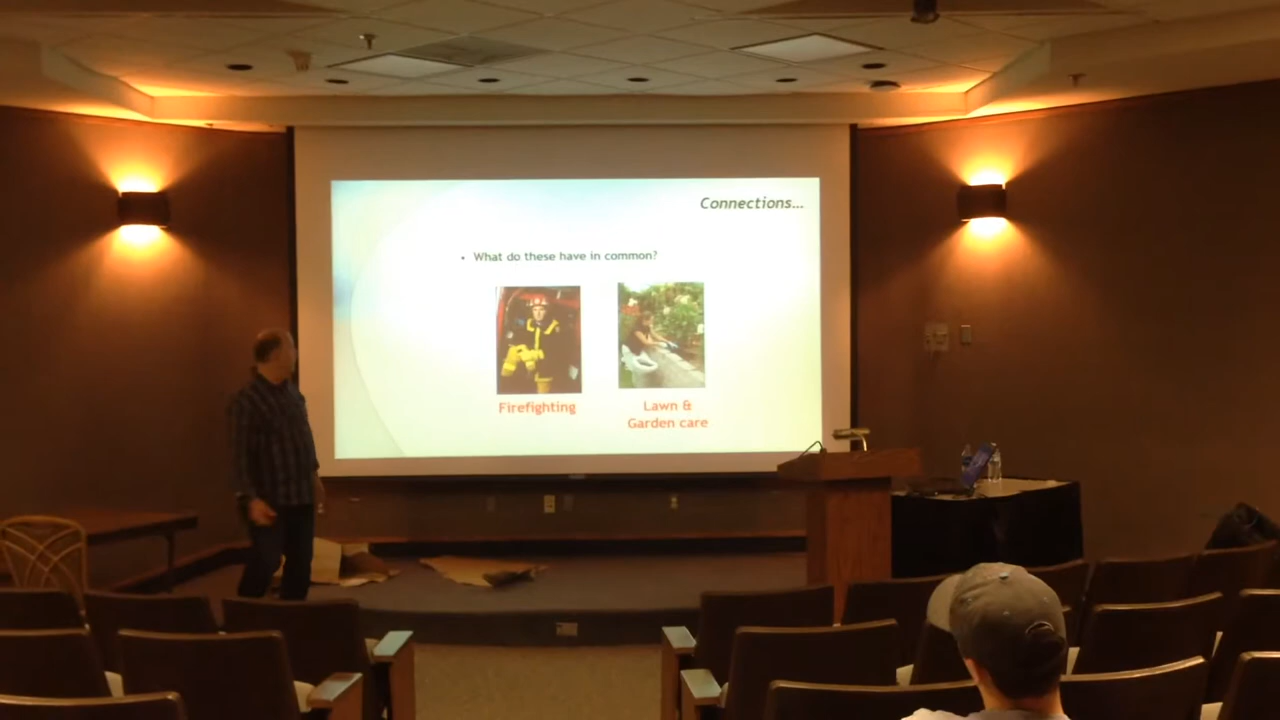 Connections...
• What do these have in common?
Firefighting
Lawn &
Garden care